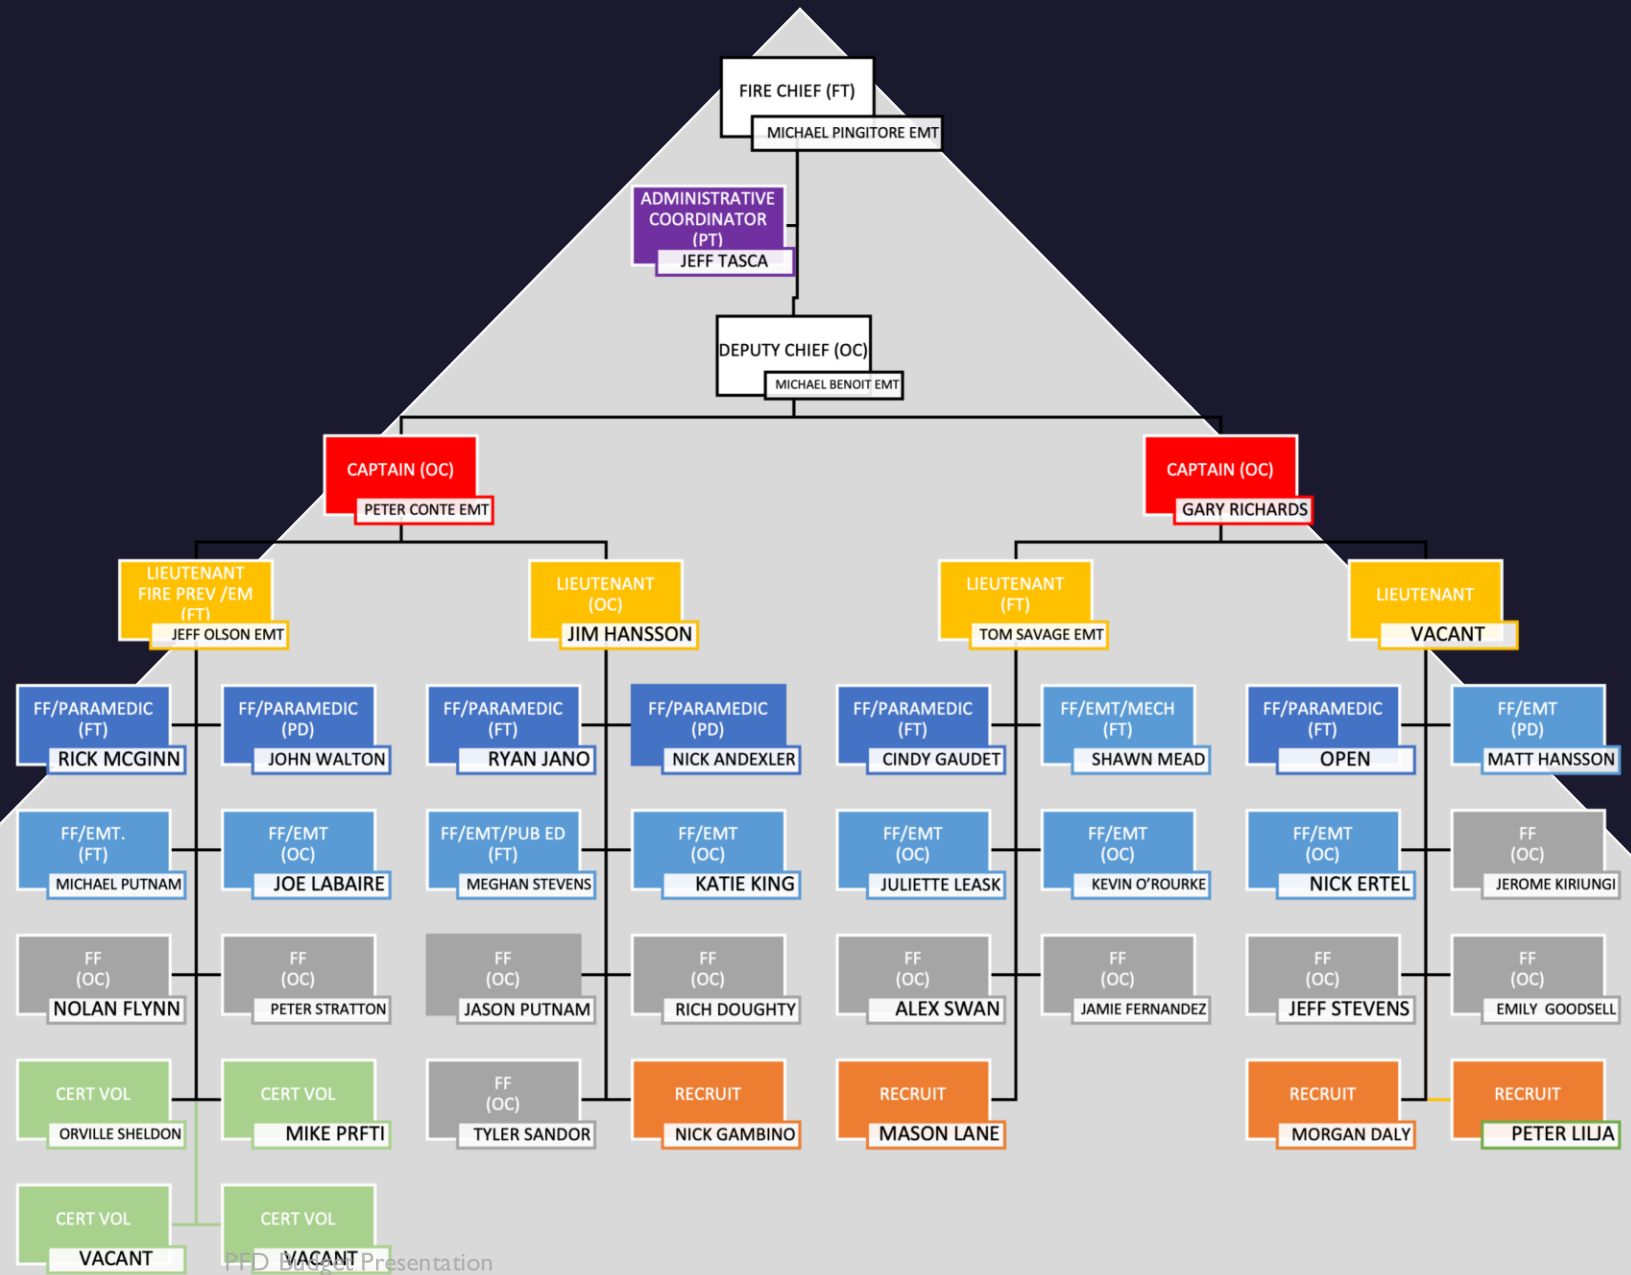 FIRE CHIEF (FT)
MICHAEL PINGITORE EMT
ADMINISTRATIVE
COORDINATOR
(PT)
JEFF TASCA
DEPUTY CHIEF (OC)
MICHAEL BENOIT EMT
CAPTAIN (OC)
PETER CONTE EMT
CAPTAIN (OC)
GARY RICHARDS
LIEUTENANT
FIRE PREV /EM
(FT)
JEFF OLSON EMT
LIEUTENANT
(OC)
JIM HANSSON
LIEUTENANT
(FT)
TOM SAVAGE EMT
LIEUTENANT
VACANT
FF/PARAMEDIC
(FT)
RICK MCGINN
FF/PARAMEDIC
(PD)
JOHN WALTON
FF/PARAMEDIC
(FT)
RYAN JANO
FF/PARAMEDIC
(PD)
NICK ANDEXLER
FF/PARAMEDIC
(FT)
CINDY GAUDET
FF/EMT/MECH
(FT)
SHAWN MEAD
FF/PARAMEDIC
(FT)
OPEN
FF/EMT
(PD)
MATT HANSSON
FF/EMT.
(FT)
MICHAEL PUTNAM
FF/EMT
(OC)
JOE LABAIRE
FF/EMT/PUB ED
(FT)
MEGHAN STEVENS
FF/EMT
(OC)
KATIE KING
FF/EMT
(OC)
JULIETTE LEASK
FF/EMT
(OC)
KEVIN O'ROURKE
FF/EMT
(OC)
NICK ERTEL
FF
(OC)
JEROME KIRIUNGI
FF
(OC)
NOLAN FLYNN
FF
(OC)
PETER STRATTON
FF
(OC)
JASON PUTNAM
FF
(OC)
RICH DOUGHTY
FF
(OC)
ALEX SWAN
FF
(OC)
JAMIE FERNANDEZ
FF
(OC)
JEFF STEVENS
FF
(OC)
EMILY GOODSELL
CERT VOL
ORVILLE SHELDON
CERT VOL
MIKE PRFTI
FF
(OC)
TYLER SANDOR
RECRUIT
NICK GAMBINO
RECRUIT
MASON LANE
RECRUIT
MORGAN DALY
RECRUIT
PETER LILJA
CERT VOL
VACANT
CERT VOL
VACANT
PFD Budget Presentation